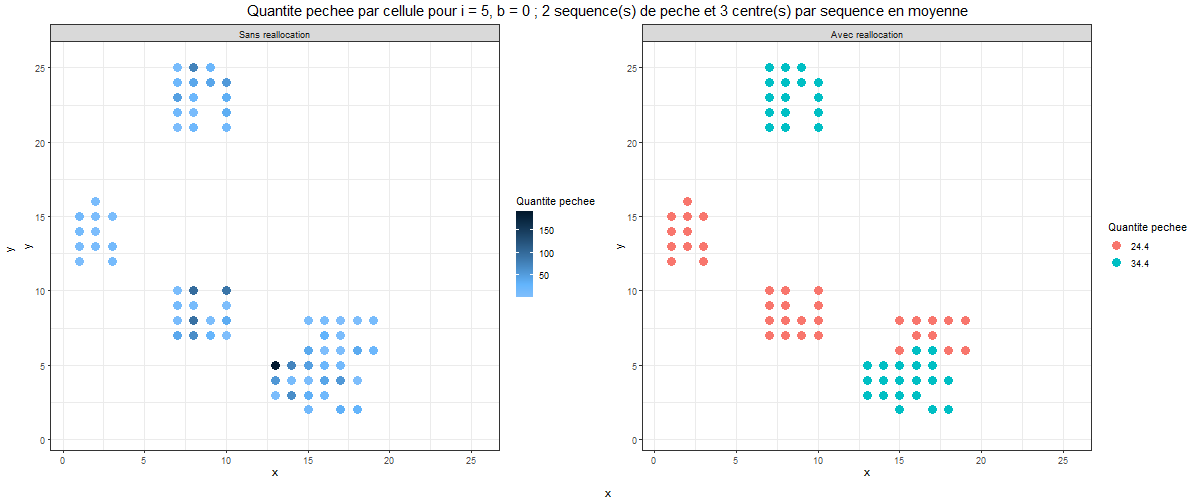 Quantite pechee par cellule pour i = 5, b = 0 ; 2 sequence(s) de peche et 3 centre(s) par sequence en moyenne
Sans reallocation
25
20
15
10
5
0
0 5 10 15 20 25
x
y
y
Quantite pechee
150
100
50
Avec reallocation
25
20
15
10
5
0
0 5 10 15 20 25
x
y
Quantite pechee
24.4
34.4
x